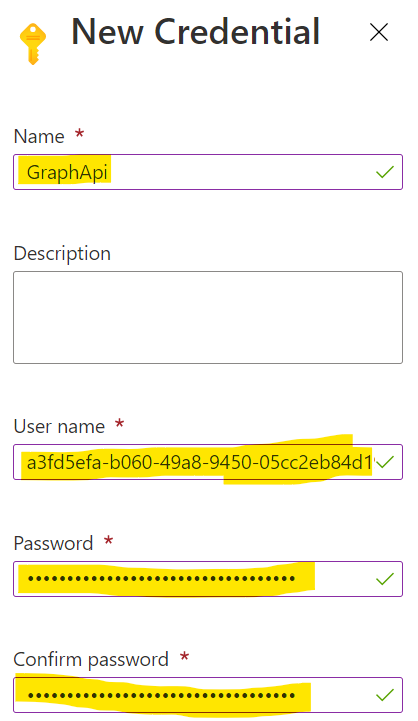 New Credential
Name *
GraphApi
Description
User name *
a3fd5efa-b060-49a8-9450-05cc2eb84d1
Password *
••••••••••••••••••••••••••••••••••
Confirm password *
••••••••••••••••••••••••••••••••••